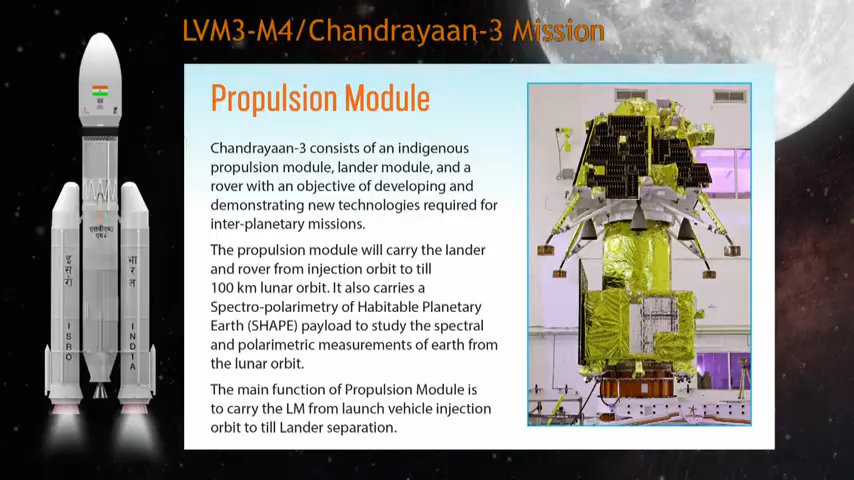 LVM3-M4/Chandrayaan-3 Mission
Propulsion Module
Chandrayaan-3 consists of an indigenous
propulsion module, lander module, and a
rover with an objective of developing and
demonstrating new technologies required for
inter-planetary missions.
The propulsion module will carry the lander
and rover from injection orbit to till
100 km lunar orbit. It also carries a
Spectro-polarimetry of Habitable Planetary
Earth (SHAPE) payload to study the spectral
and polarimetric measurements of earth from
the lunar orbit.
The main function of Propulsion Module is
to carry the LM from launch vehicle injection
orbit to till Lander separation.
इसरो
भारत
ISRO
INDIA